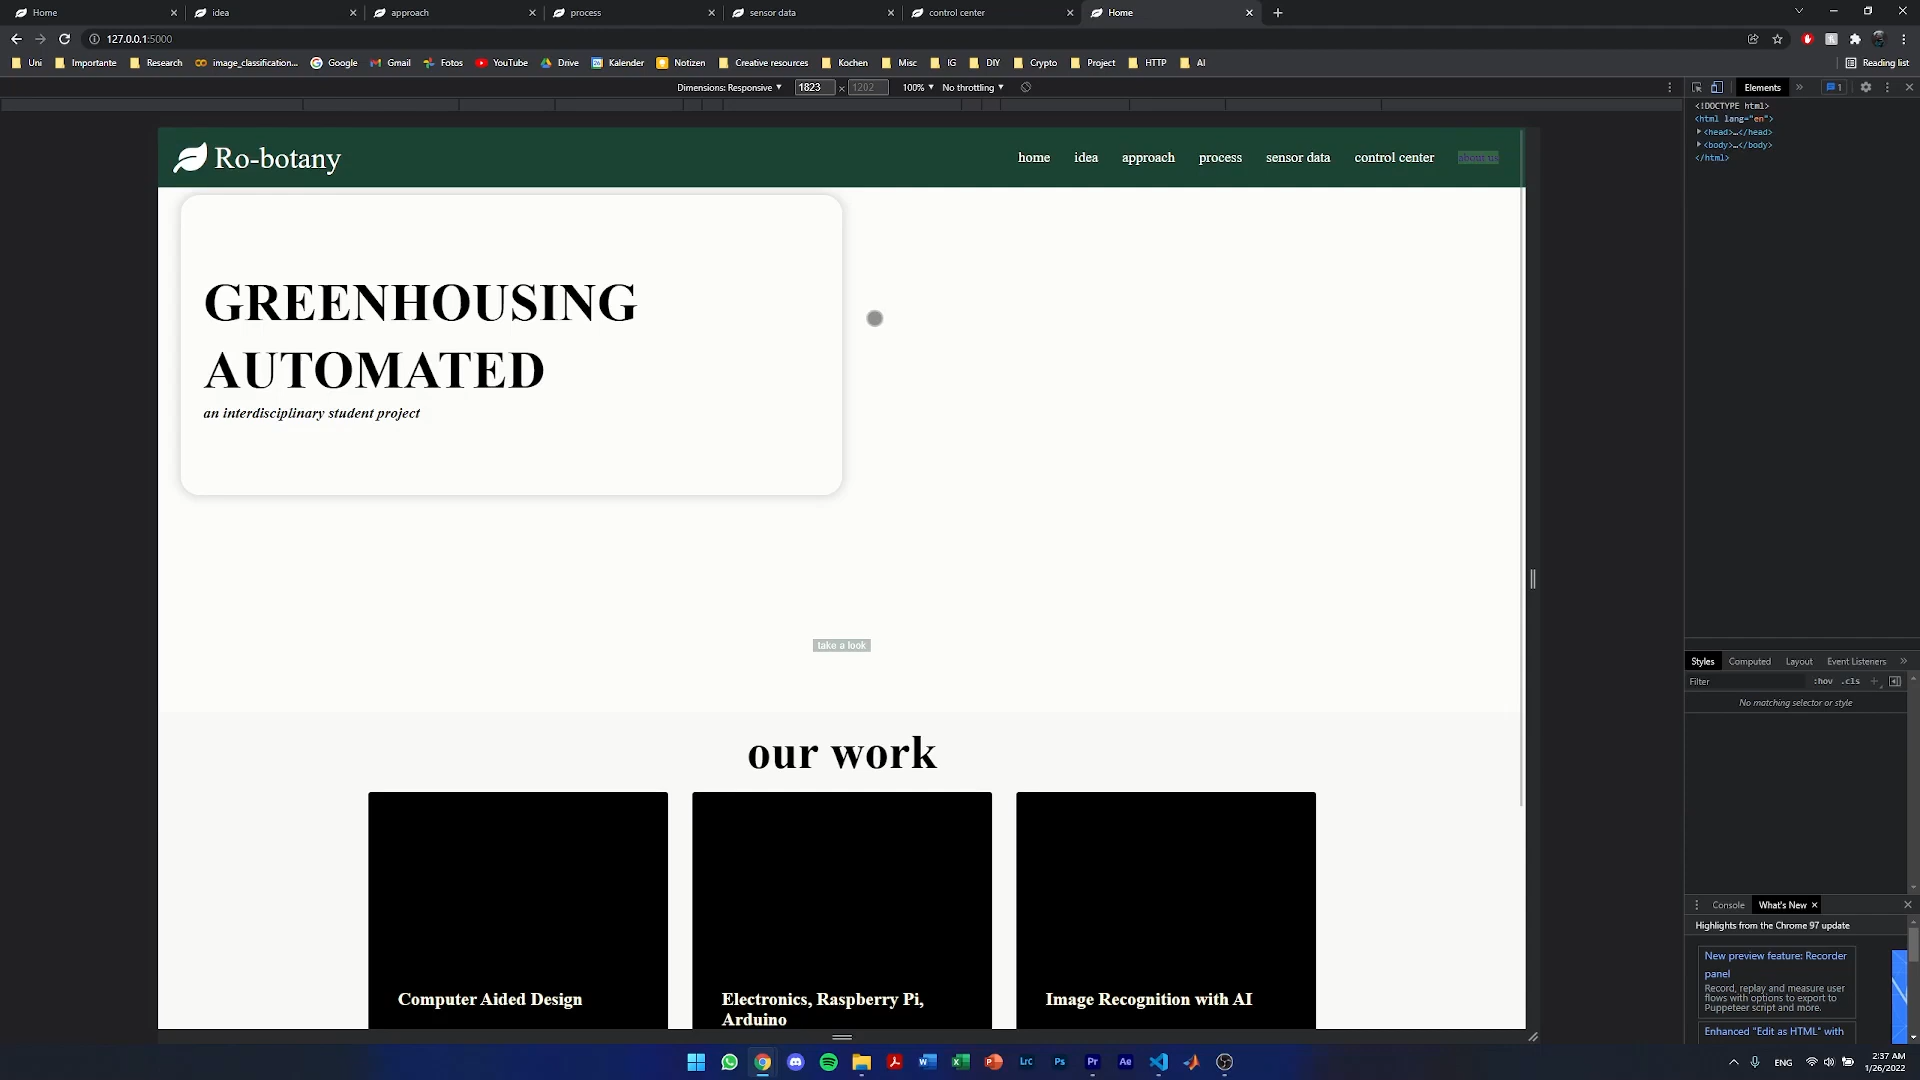 Home
idea
approach
process
sensor data
control center
Home
127.0.0.1:5000
Uni
Importante
Research
image_classification...
Google
Gmail
Fotos
YouTube
Drive
Kalender
Notizen
Creative resources
Kochen
Misc
IG
DIY
Crypto
Project
HTTP
AI
Reading list
Dimensions: Responsive
1823
×
1202
100%
No throttling
Elements
1
<!DOCTYPE html>
<html lang="en">
<head>…</head>
<body>…</body>
</html>
Ro-botany
home
idea
approach
process
sensor data
control center
about us
GREENHOUSING
AUTOMATED
an interdisciplinary student project
take a look
our work
Computer Aided Design
Electronics, Raspberry Pi,
Arduino
Image Recognition with AI
Styles
Computed
Layout
Event Listeners
Filter
:hov
.cls
No matching selector or style
Console
What's New
Highlights from the Chrome 97 update
New preview feature: Recorder
panel
Record, replay and measure user
flows with options to export to
Puppeteer script and more.
Enhanced "Edit as HTML" with
Lrc
Ps
Pr
Ae
ENG
2:37 AM
1/26/2022